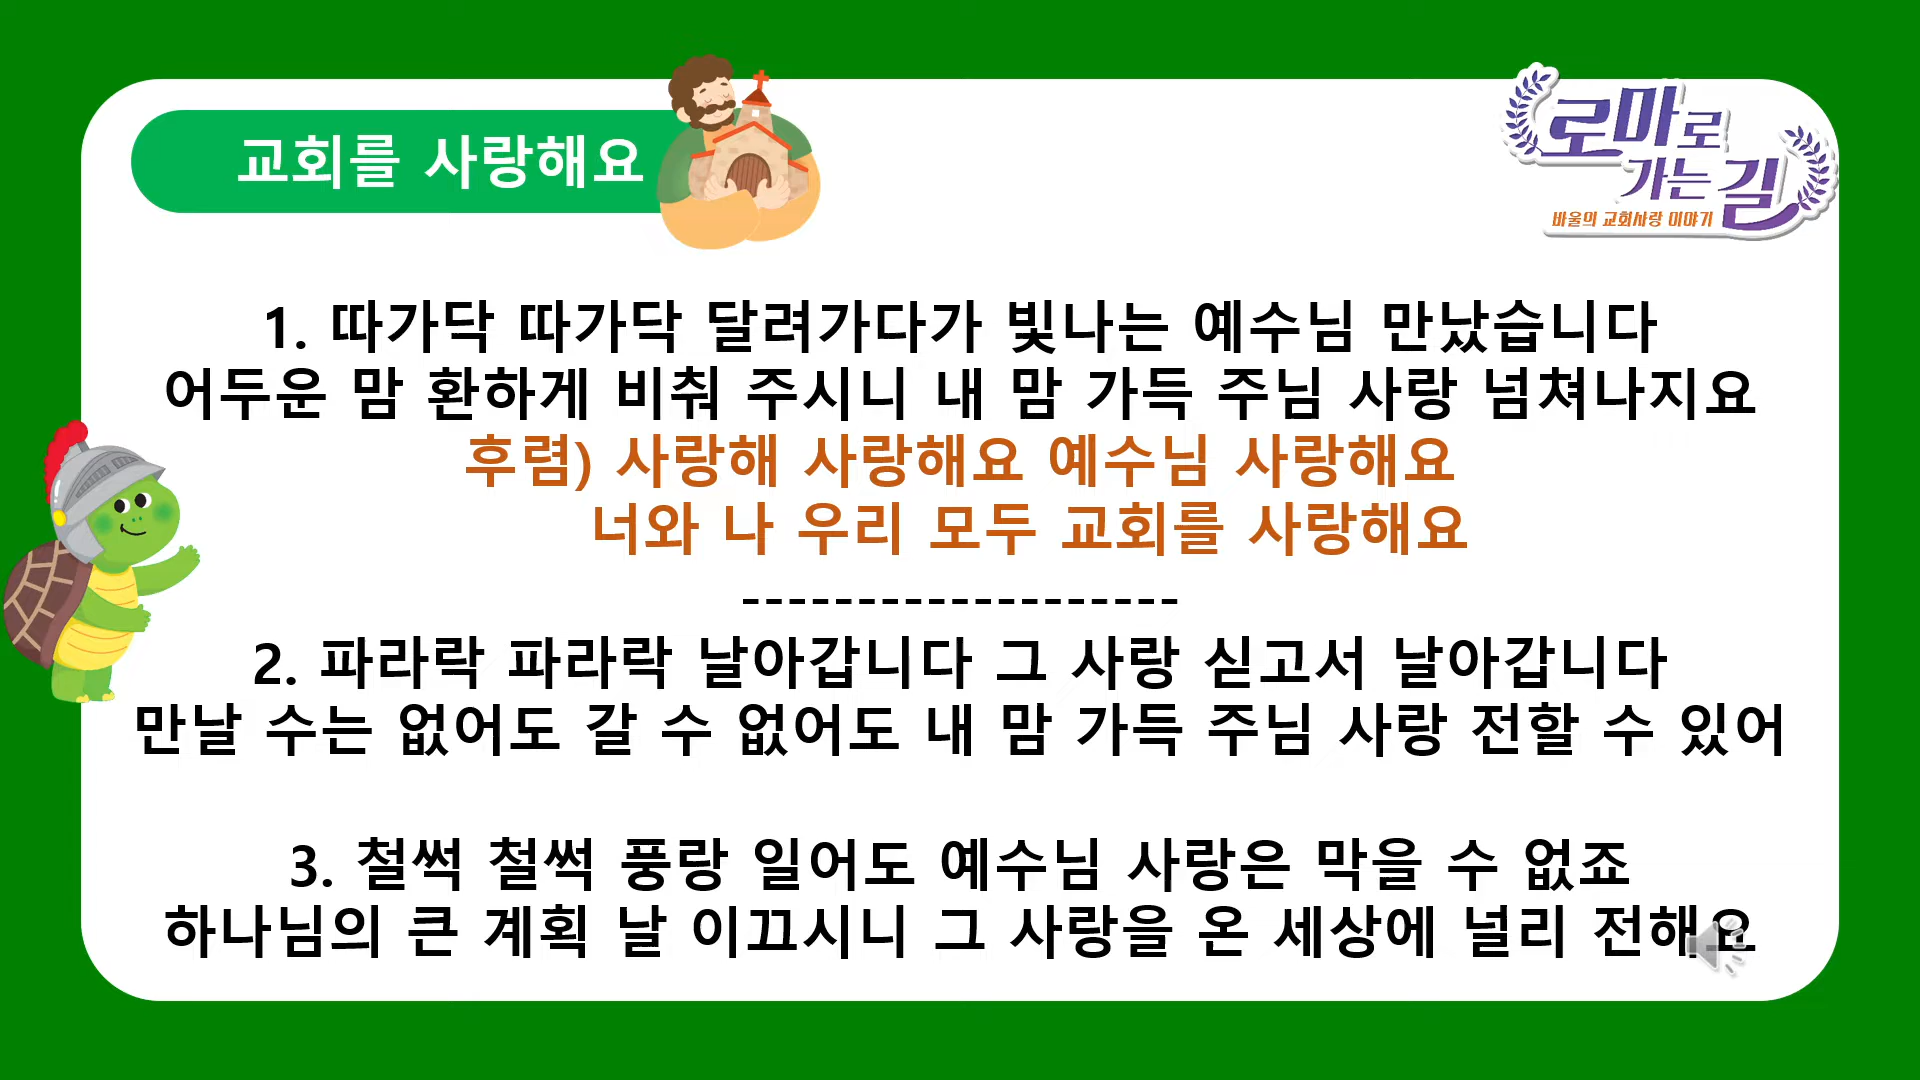 교회를 사랑해요
로마로
가는 길
바울의 교회사랑 이야기
1. 따가닥 따가닥 달려가다가 빛나는 예수님 만났습니다
어두운 맘 환하게 비춰 주시니 내 맘 가득 주님 사랑 넘쳐나지요
후렴) 사랑해 사랑해요 예수님 사랑해요
너와 나 우리 모두 교회를 사랑해요
-------------------
2. 파라락 파라락 날아갑니다 그 사랑 싣고서 날아갑니다
만날 수는 없어도 갈 수 없어도 내 맘 가득 주님 사랑 전할 수 있어
3. 철썩 철썩 풍랑 일어도 예수님 사랑은 막을 수 없죠
하나님의 큰 계획 날 이끄시니 그 사랑을 온 세상에 널리 전해요